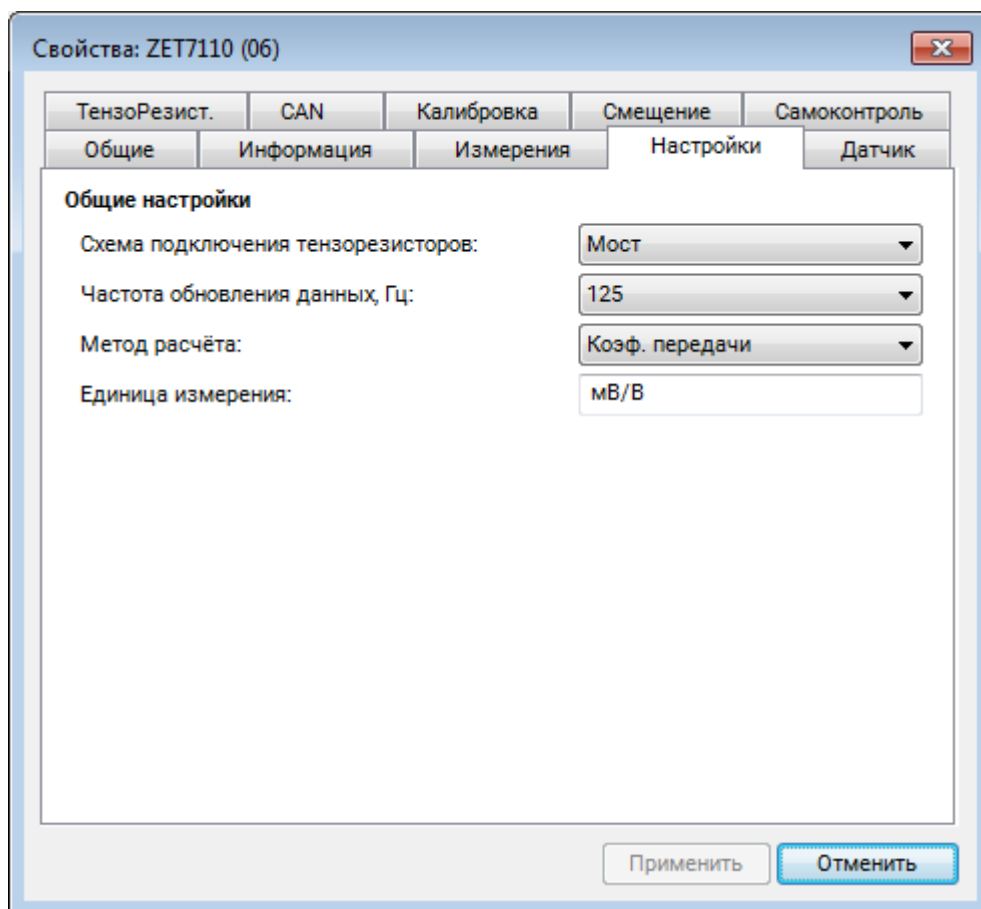 Свойства: ZET7110 (06)
ТензоРезист. CAN Калибровка Смещение Самоконтроль
Общие Информация Измерения Настройки Датчик
Общие настройки
Схема подключения тензорезисторов: Мост
Частота обновления данных, Гц: 125
Метод расчёта: Коэф. передачи
Единица измерения: мВ/В
Применить Отменить